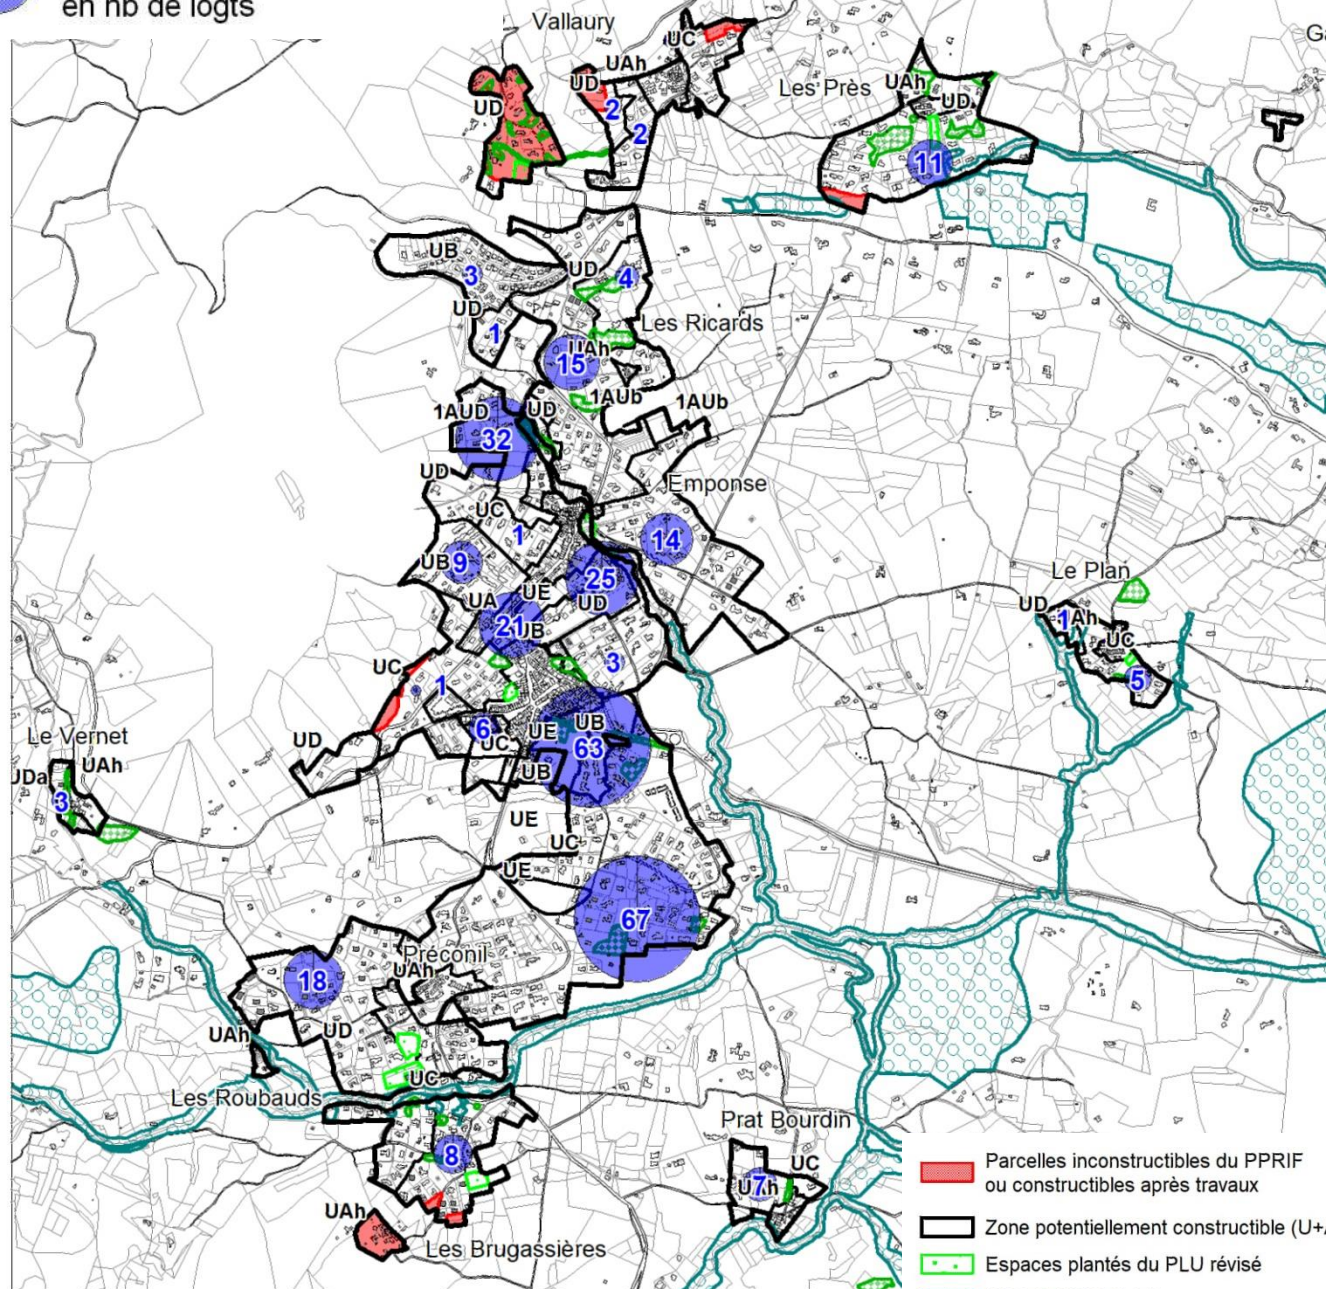 en nb de logts
Vallaury
Ga
UC
UAh
UD
UD
2
2
Les Près
UAh
UD
11
UB
3
UD
4
UD
1
Les Ricards
UAh
15
1AUb
1AUb
1AUD
UD
32
UD
Emponse
UC
1
14
UB
9
25
UE
UA
UD
21
UB
Le Plan
UD
1
Ah
UC
5
UC
1
3
6
UB
UE
63
UC
UB
UD
Le Vernet
UAh
UDa
3
UE
UC
UE
67
Préconil
UAh
18
UAh
UD
UC
Les Roubauds
8
UAh
Les Brugassières
Prat Bourdin
UC
7
UAh
Parcelles inconstructibles du PPRIF
ou constructibles après travaux
Zone potentiellement constructible (U+
Espaces plantés du PLU révisé